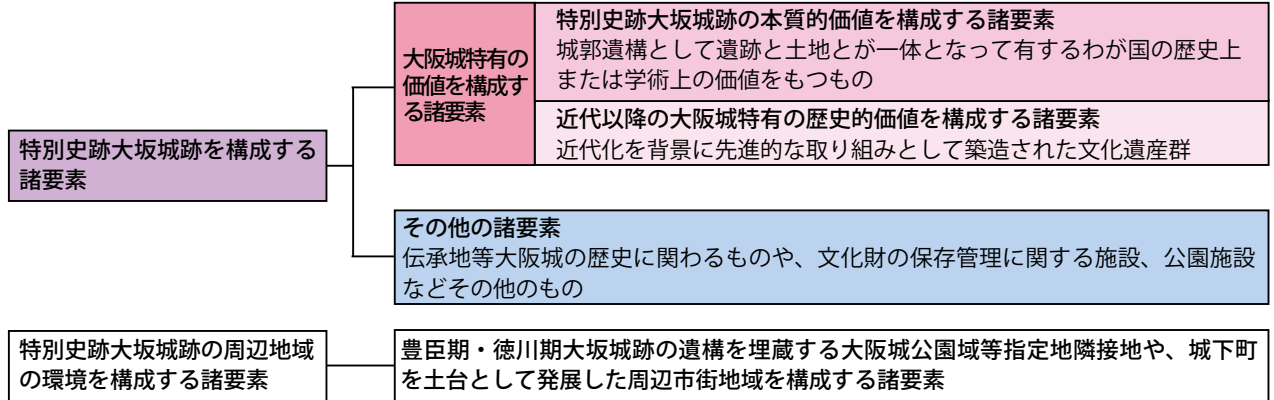 特別史跡大坂城跡を構成する
諸要素
大阪城特有の
価値を構成す
る諸要素
特別史跡大坂城跡の本質的価値を構成する諸要素
城郭遺構として遺跡と土地とが一体となって有するわが国の歴史上
または学術上の価値をもつもの
近代以降の大阪城特有の歴史的価値を構成する諸要素
近代化を背景に先進的な取り組みとして築造された文化遺産群
その他の諸要素
伝承地等大阪城の歴史に関わるものや、文化財の保存管理に関する施設、公園施設
などその他のもの
特別史跡大坂城跡の周辺地域
の環境を構成する諸要素
豊臣期・徳川期大坂城跡の遺構を埋蔵する大阪城公園域等指定地隣接地や、城下町
を土台として発展した周辺市街地域を構成する諸要素